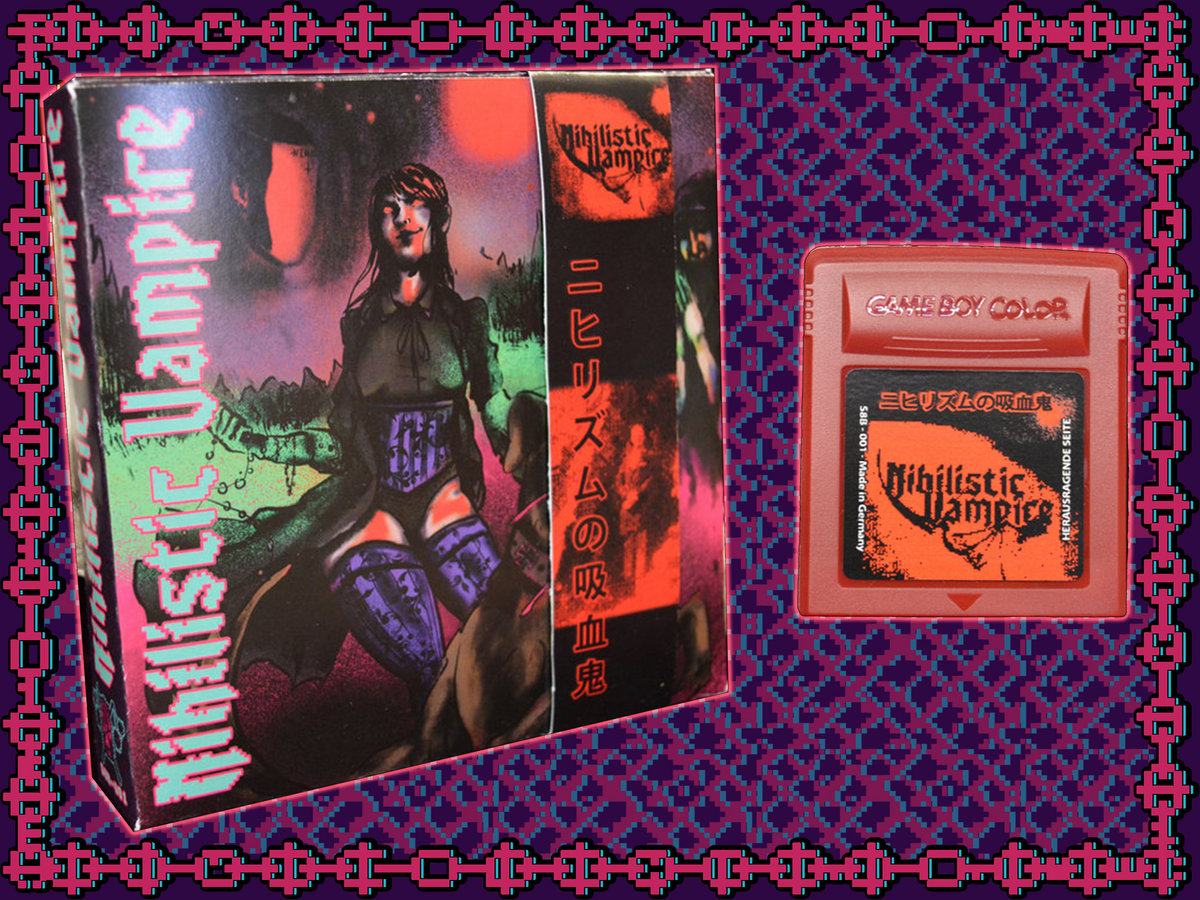 Nihilistic Vampire
Nihilistic Vampire
Nihilistic
Vampire
ニヒリズムの吸血鬼
GAME BOY COLOR
ニヒリズムの吸血鬼
Nihilistic
Vampire
S8B - 001 - Made in Germany
HERAUSRAGENDE SEITE